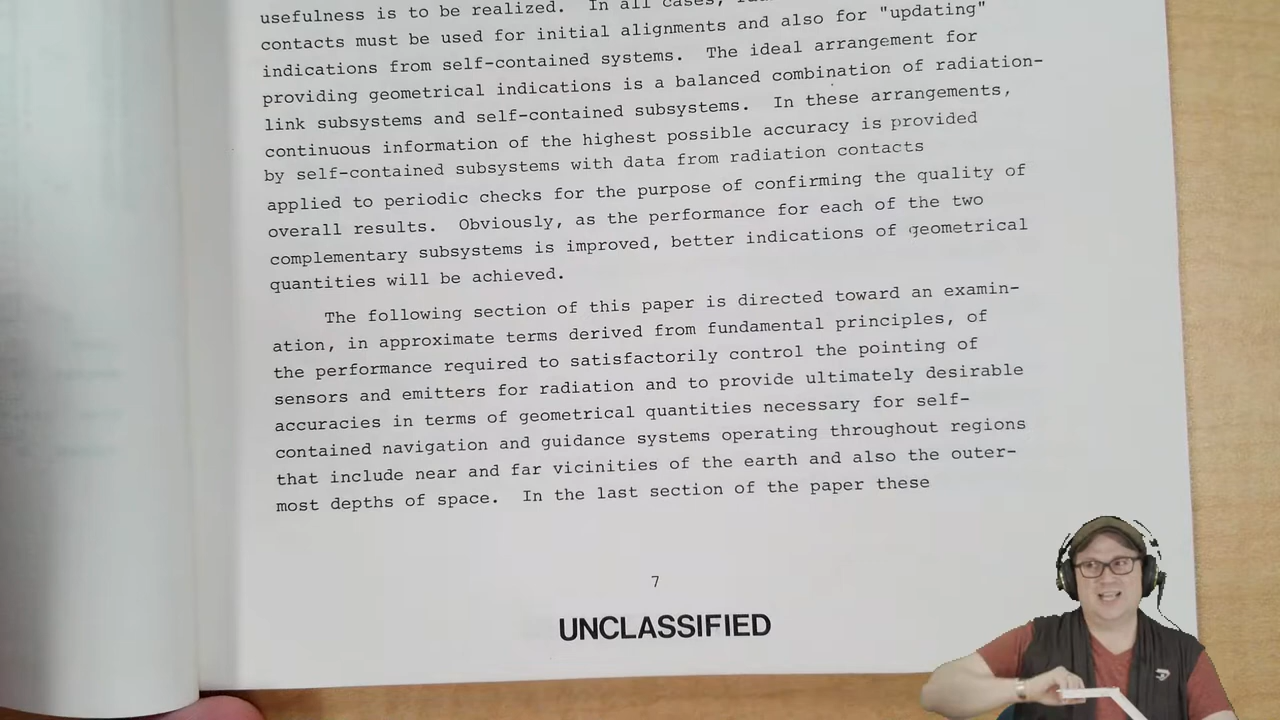 usefulness is to be realized.  In all cases,
contacts must be used for initial alignments and also for "updating"
indications from self-contained systems.  The ideal arrangement for
providing geometrical indications is a balanced combination of radiation-
link subsystems and self-contained subsystems.  In these arrangements,
continuous information of the highest possible accuracy is provided
by self-contained subsystems with data from radiation contacts
applied to periodic checks for the purpose of confirming the quality of
overall results.  Obviously, as the performance for each of the two
complementary subsystems is improved, better indications of geometrical
quantities will be achieved.
The following section of this paper is directed toward an examin-
ation, in approximate terms derived from fundamental principles, of
the performance required to satisfactorily control the pointing of
sensors and emitters for radiation and to provide ultimately desirable
accuracies in terms of geometrical quantities necessary for self-
contained navigation and guidance systems operating throughout regions
that include near and far vicinities of the earth and also the outer-
most depths of space.  In the last section of the paper these
7
UNCLASSIFIED